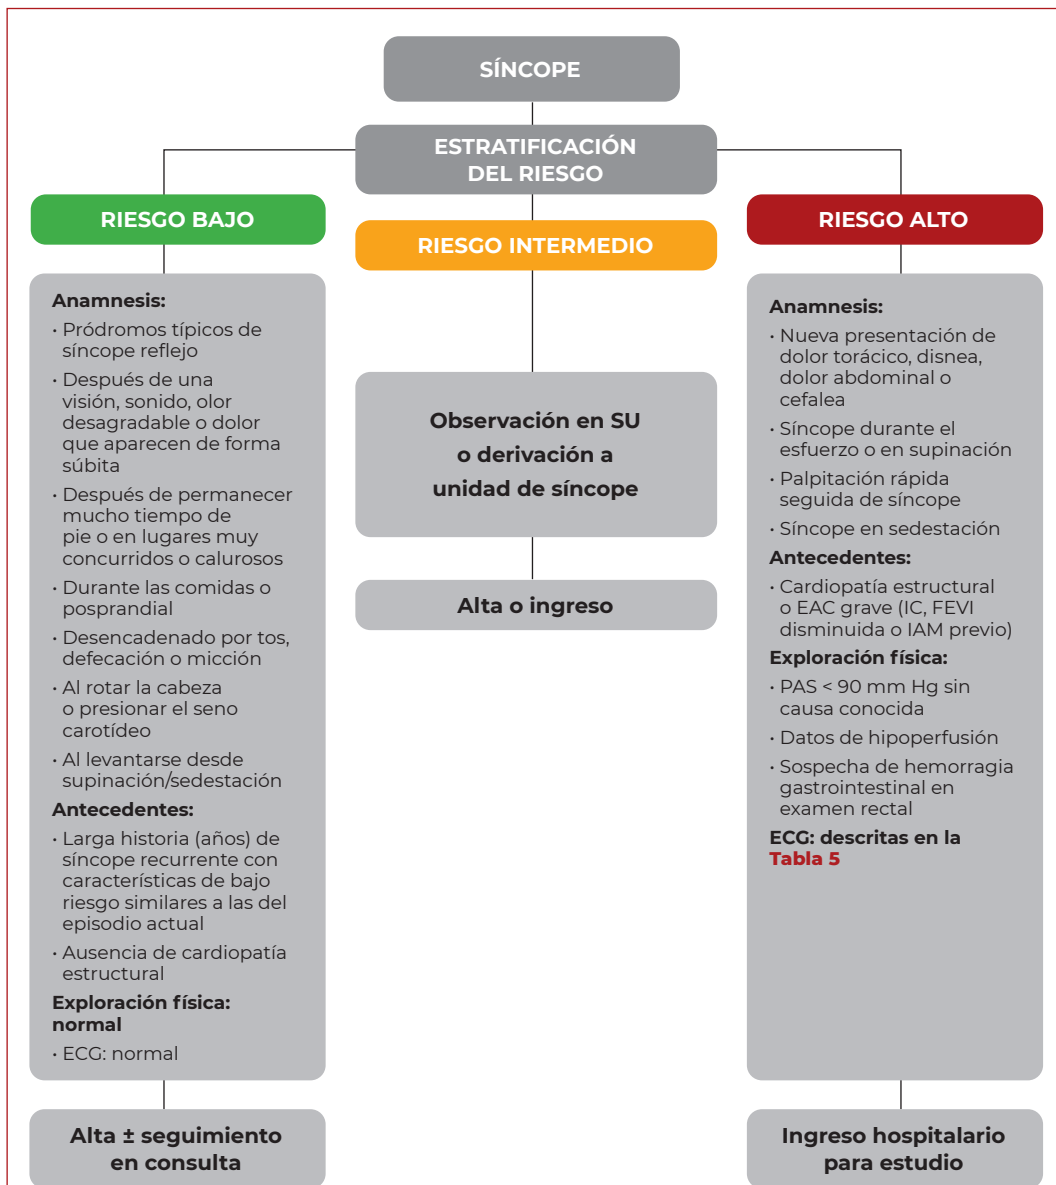 SÍNCOPE
ESTRATIFICACIÓN
DEL RIESGO
RIESGO BAJO
Anamnesis:
· Pródromos típicos de
síncope reflejo
· Después de una
visión, sonido, olor
desagradable o dolor
que aparecen de forma
súbita
· Después de permanecer
mucho tiempo de
pie o en lugares muy
concurridos o calurosos
· Durante las comidas o
posprandial
· Desencadenado por tos,
defecación o micción
· Al rotar la cabeza
o presionar el seno
carotídeo
· Al levantarse desde
supinación/sedestación
Antecedentes:
· Larga historia (años) de
síncope recurrente con
características de bajo
riesgo similares a las del
episodio actual
· Ausencia de cardiopatía
estructural
Exploración física:
normal
· ECG: normal
Alta ± seguimiento
en consulta
RIESGO INTERMEDIO
Observación en SU
o derivación a
unidad de síncope
Alta o ingreso
RIESGO ALTO
Anamnesis:
· Nueva presentación de
dolor torácico, disnea,
dolor abdominal o
cefalea
· Síncope durante el
esfuerzo o en supinación
· Palpitación rápida
seguida de síncope
· Síncope en sedestación
Antecedentes:
· Cardiopatía estructural
o EAC grave (IC, FEVI
disminuida o IAM previo)
Exploración física:
· PAS < 90 mm Hg sin
causa conocida
· Datos de hipoperfusión
· Sospecha de hemorragia
gastrointestinal en
examen rectal
ECG: descritas en la
Tabla 5
Ingreso hospitalario
para estudio